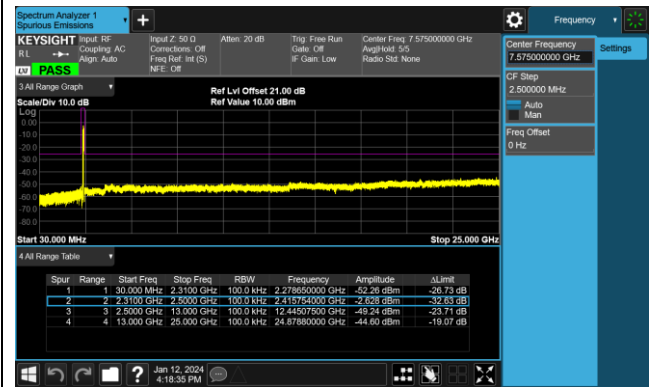 Spectrum Analyzer 1
Spurious Emissions
Frequency
KEYSIGHT
RL
LXI
PASS
Input: RF
Coupling: AC
Align: Auto
Input Z: 50 Ω
Corrections: Off
Freq Ref: Int (S)
NFE: Off
Atten: 20 dB
Trig: Free Run
Gate: Off
IF Gain: Low
Center Freq: 7.575000000 GHz
Avg|Hold: 5/5
Radio Std: None
Center Frequency
7.575000000 GHz
Settings
CF Step
2.500000 MHz
Auto
Man
Freq Offset
0 Hz
3 All Range Graph
Scale/Div 10.0 dB
Ref Lvl Offset 21.00 dB
Ref Value 10.00 dBm
Log
0.00
-10.0
-20.0
-30.0
-40.0
-50.0
-60.0
-70.0
-80.0
Start 30.000 MHz
Stop 25.000 GHz
4 All Range Table
Spur Range Start Freq Stop Freq RBW Frequency Amplitude ΔLimit
1 1 30.000 MHz 2.3100 GHz 100.0 kHz 2.278650000 GHz -52.26 dBm -26.73 dB
2 2 2.3100 GHz 2.5000 GHz 100.0 kHz 2.415754000 GHz -2.628 dBm -32.63 dB
3 3 2.5000 GHz 13.000 GHz 100.0 kHz 12.44507500 GHz -49.24 dBm -23.71 dB
4 4 13.000 GHz 25.000 GHz 100.0 kHz 24.87880000 GHz -44.60 dBm -19.07 dB
?
Jan 12, 2024
4:18:35 PM